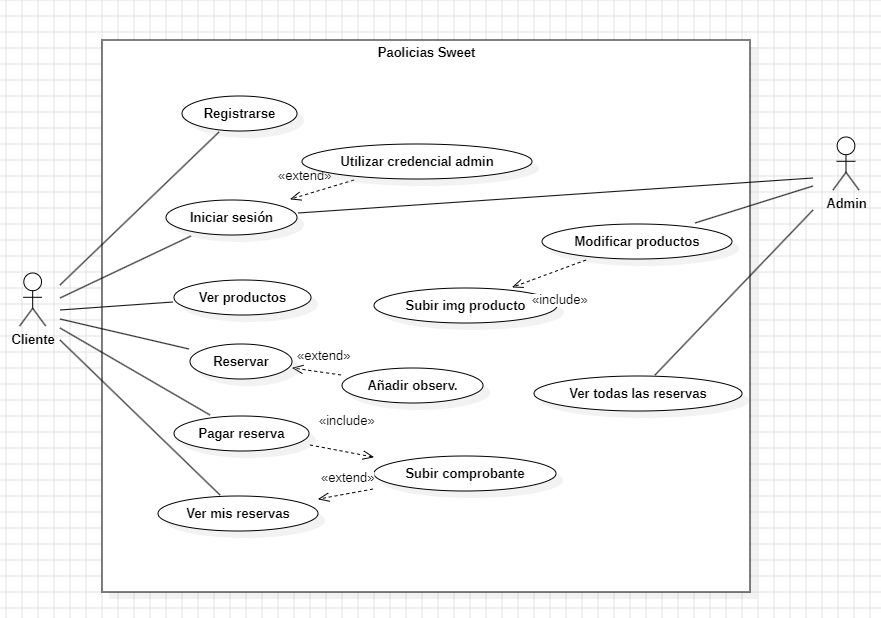 Paolicias Sweet
Registrarse
Utilizar credencial admin
«extend»
Iniciar sesión
Admin
Modificar productos
Ver productos
Subir img producto
«include»
Cliente
Reservar
«extend»
Añadir observ.
Ver todas las reservas
Pagar reserva
«include»
Subir comprobante
«extend»
Ver mis reservas